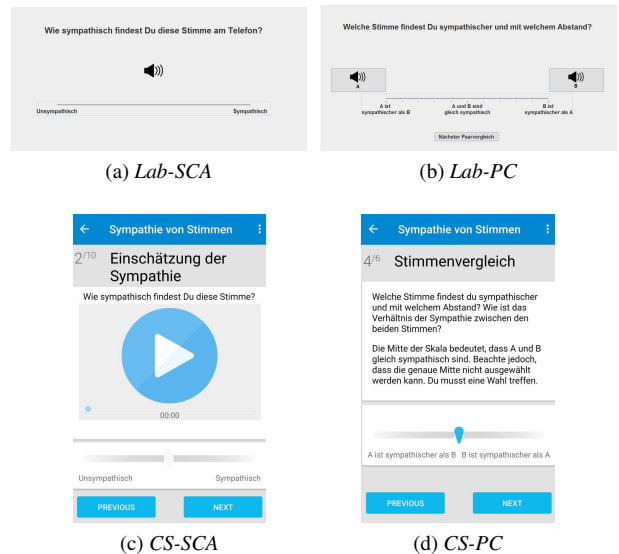 Wie sympathisch findest Du diese Stimme am Telefon?
Unsympathisch
Sympathisch
(a) Lab-SCA
Welche Stimme findest Du sympathischer und mit welchem Abstand?
A
B
A ist
sympathischer als B
A und B sind
gleich sympathisch
B ist
sympathischer als A
Nächster Paarvergleich
(b) Lab-PC
Sympathie von Stimmen
2/10
Einschätzung der
Sympathie
Wie sympathisch findest Du diese Stimme?
00:00
Unsympathisch
Sympathisch
PREVIOUS
NEXT
(c) CS-SCA
Sympathie von Stimmen
4/6
Stimmenvergleich
Welche Stimme findest du sympathischer
und mit welchem Abstand? Wie ist das
Verhältnis der Sympathie zwischen den
beiden Stimmen?
Die Mitte der Skala bedeutet, dass A und B
gleich sympathisch sind. Beachte jedoch,
dass die genaue Mitte nicht ausgewählt
werden kann. Du musst eine Wahl treffen.
A ist sympathischer als B
B ist sympathischer als A
PREVIOUS
NEXT
(d) CS-PC